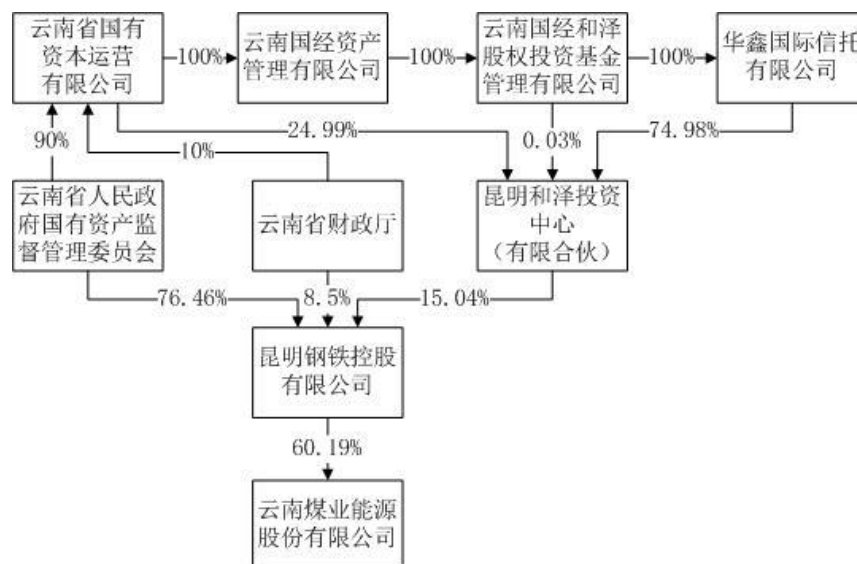 云南省国有
资本运营
有限公司
100%
云南国经资产
管理有限公司
100%
云南国经和泽
股权投资基金
管理有限公司
100%
华鑫国际信托
有限公司
90%
10%
24.99%
0.03%
74.98%
云南省人民政
府国有资产监
督管理委员会
云南省财政厅
昆明和泽投资
中心
（有限合伙）
76.46%
8.5%
15.04%
昆明钢铁控股
有限公司
60.19%
云南煤业能源
股份有限公司